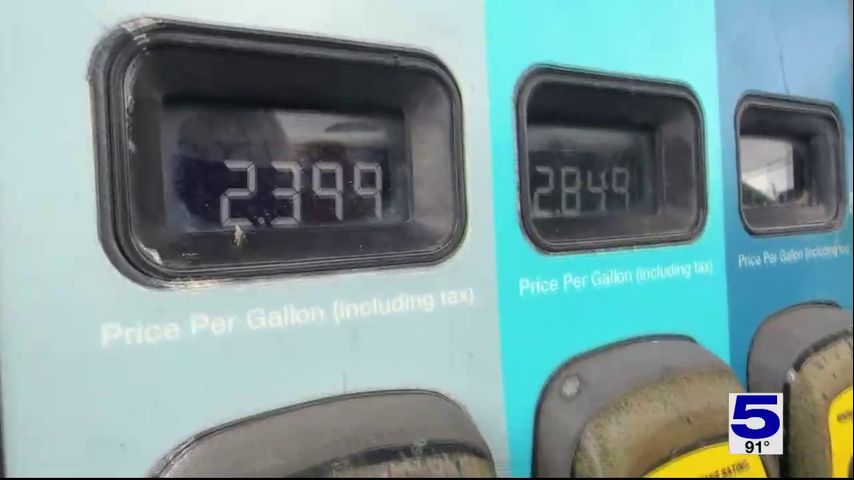 2.399
Price Per Gallon (including tax)
2.849
Price Per Gallon (including tax)
Price Per Gallon (including tax)
RATING
5
91°